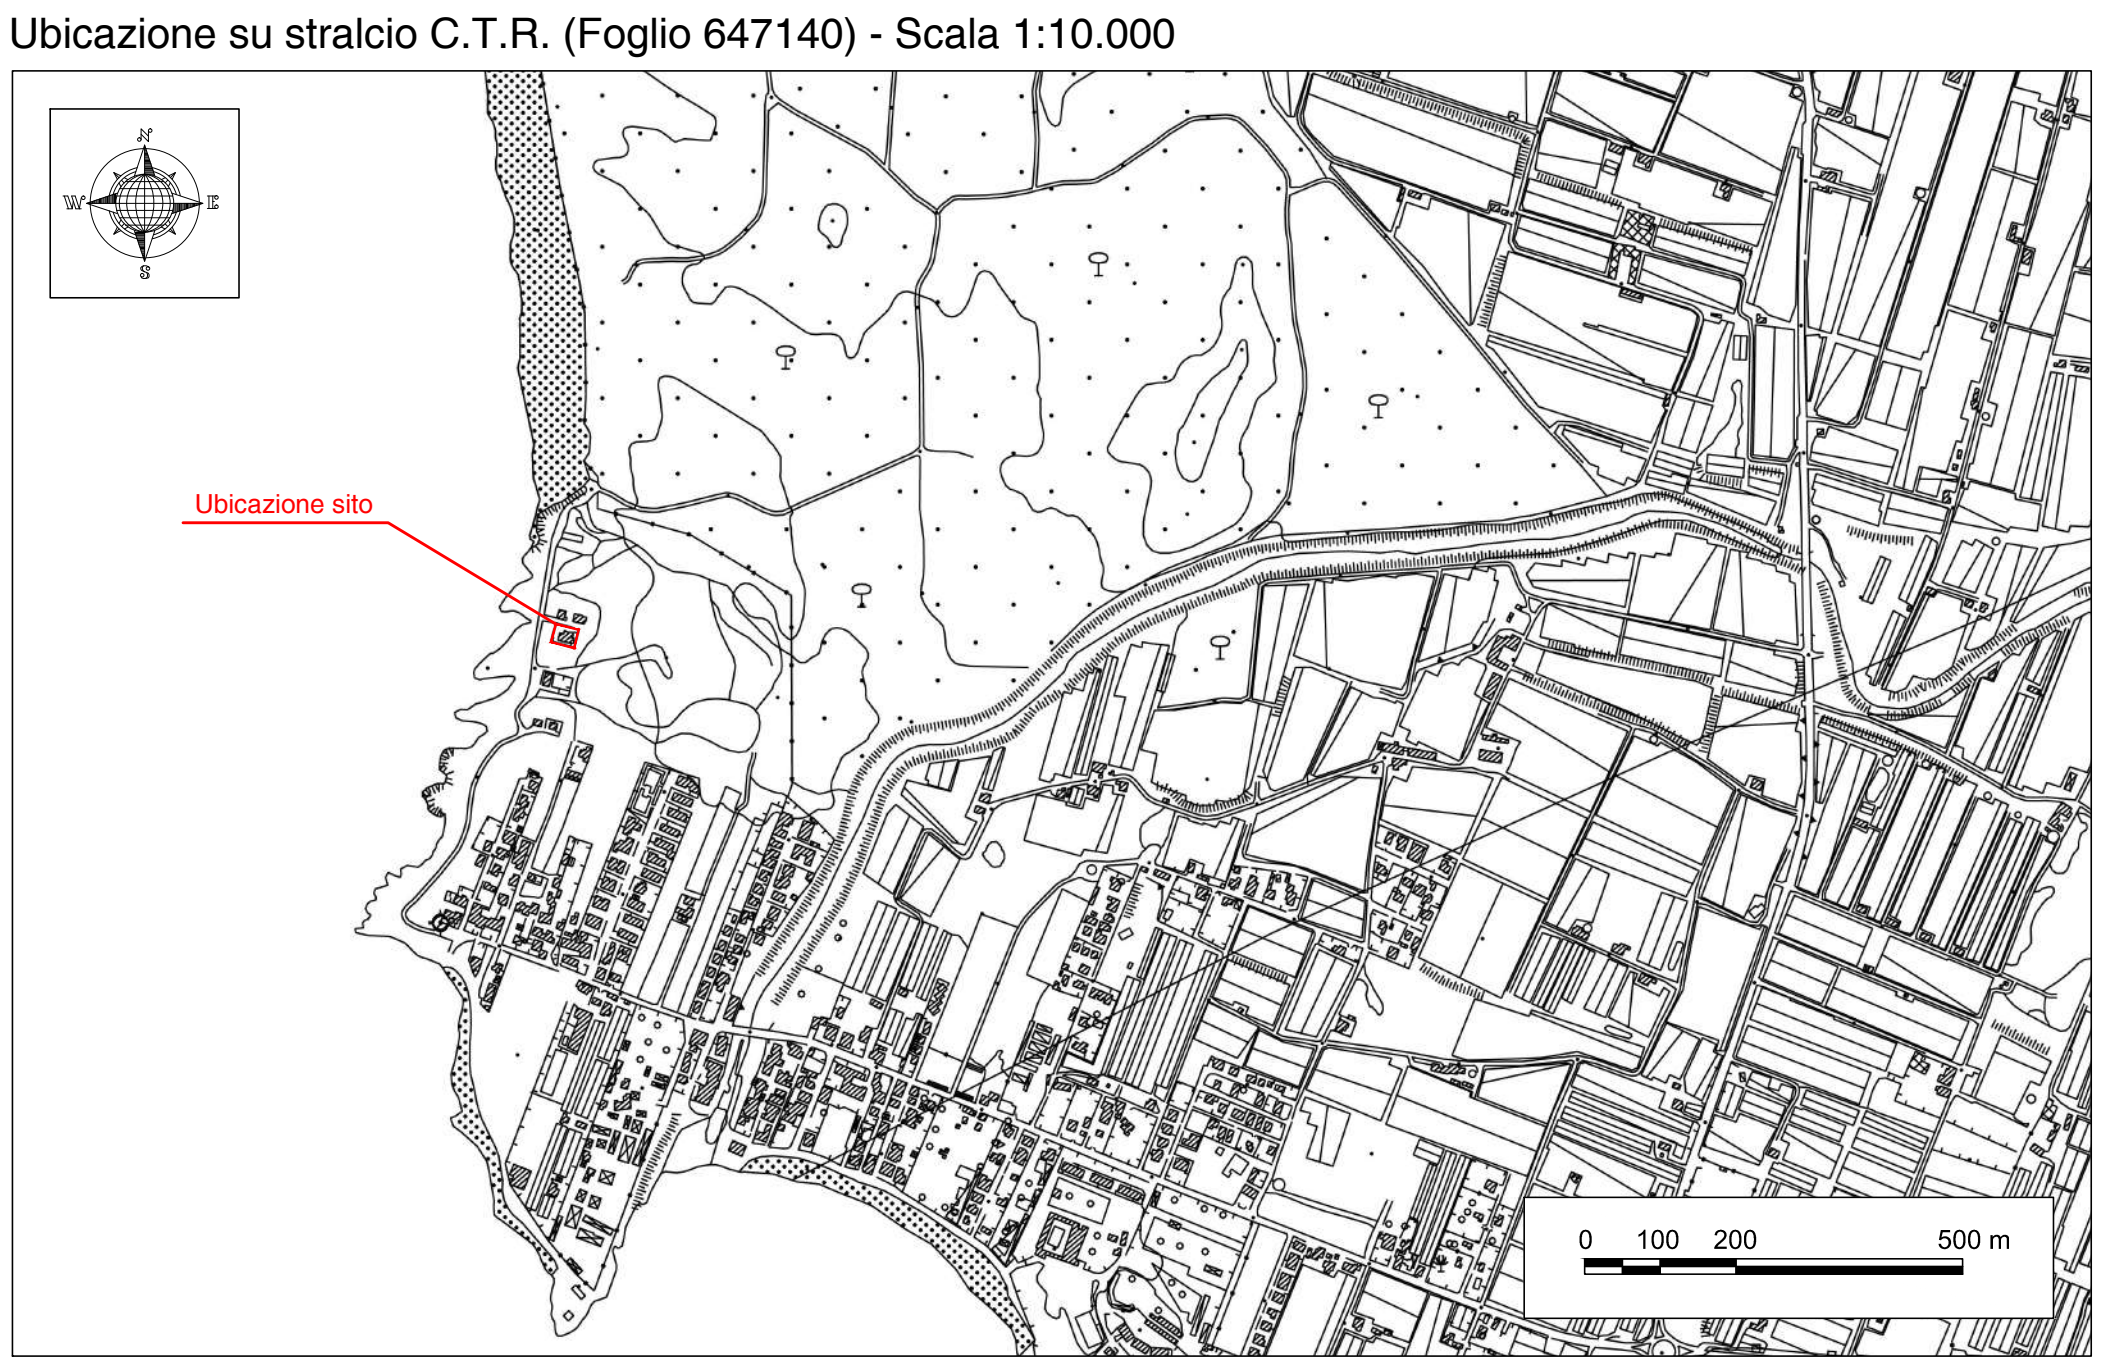 Ubicazione su stralcio C.T.R. (Foglio 647140) - Scala 1:10.000
N
W E
S
Ubicazione sito
0 100 200 500 m